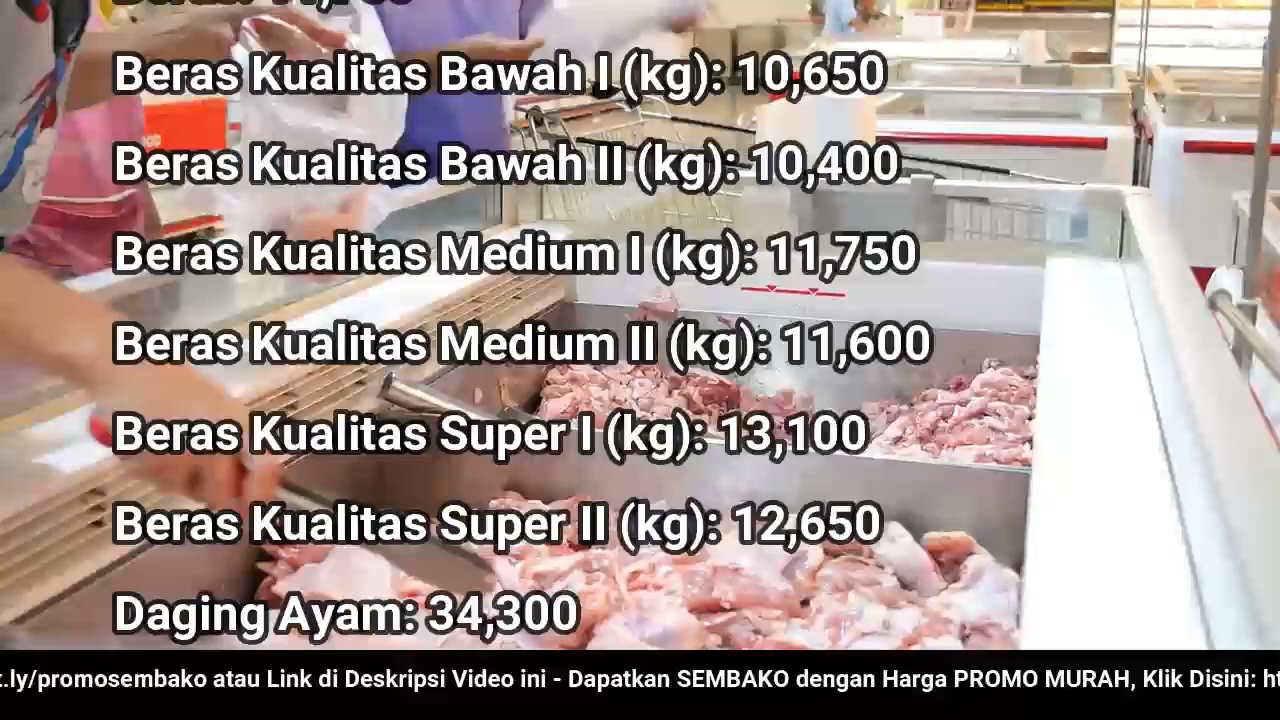 Beras Kualitas Bawah I (kg): 10,650
Beras Kualitas Bawah II (kg): 10,400
Beras Kualitas Medium I (kg): 11,750
Beras Kualitas Medium II (kg): 11,600
Beras Kualitas Super I (kg): 13,100
Beras Kualitas Super II (kg): 12,650
Daging Ayam: 34,300
.ly/promosembako atau Link di Deskripsi Video ini - Dapatkan SEMBAKO dengan Harga PROMO MURAH, Klik Disini: